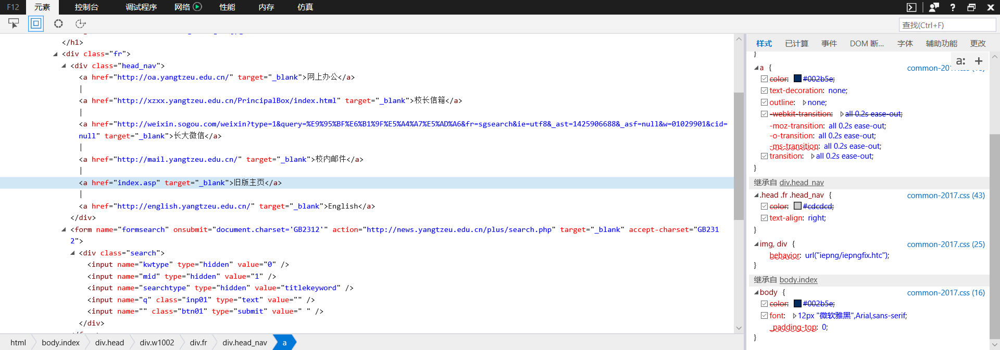 F12 元素 控制台 调试程序 网络 性能 内存 仿真 ?
查找(Ctrl+F)
</h1>
<div class="fr">
<div class="head_nav">
<a href="http://oa.yangtzeu.edu.cn/" target="_blank">网上办公</a>
|
<a href="http://xzxx.yangtzeu.edu.cn/PrincipalBox/index.html" target="_blank">校长信箱</a>
|
<a href="http://weixin.sogou.com/weixin?type=1&query=%E9%95%BF%E6%B1%9F%E5%A4%A7%E5%AD%A6&fr=sgsearch&ie=utf8&_ast=1425906688&_asf=null&w=01029901&cid=
null" target="_blank">长大微信</a>
|
<a href="http://mail.yangtzeu.edu.cn/" target="_blank">校内邮件</a>
|
<a href="index.asp" target="_blank">旧版主页</a>
|
<a href="http://english.yangtzeu.edu.cn/" target="_blank">English</a>
</div>
<form name="formsearch" onsubmit="document.charset='GB2312'" action="http://news.yangtzeu.edu.cn/plus/search.php" target="_blank" accept-charset="GB231
2">
<div class="search">
<input name="kwtype" type="hidden" value="0" />
<input name="mid" type="hidden" value="1" />
<input name="searchtype" type="hidden" value="titlekeyword" />
<input name="q" class="inp01" type="text" value="" />
<input name="" class="btn01" type="submit" value=" " />
</div>
html body.index div.head div.w1002 div.fr div.head_nav a
样式 已计算 事件 DOM 断... 字体 辅助功能 更改
}
a: +
a { 
color: #002b5e;
text-decoration: none;
outline: none;
-webkit-transition: all 0.2s ease-out;
-moz-transition: all 0.2s ease-out;
-o-transition: all 0.2s ease-out;
-ms-transition: all 0.2s ease-out;
transition: all 0.2s ease-out;
}
继承自 div.head_nav
.head .fr .head_nav { common-2017.css (43)
color: #cdcdcd;
text-align: right;
}
img, div { common-2017.css (25)
behavior: url("iepng/iepngfix.htc");
}
继承自 body.index
body { common-2017.css (16)
color: #002b5e;
font: 12px "微软雅黑",Arial,sans-serif;
_padding-top: 0;
}